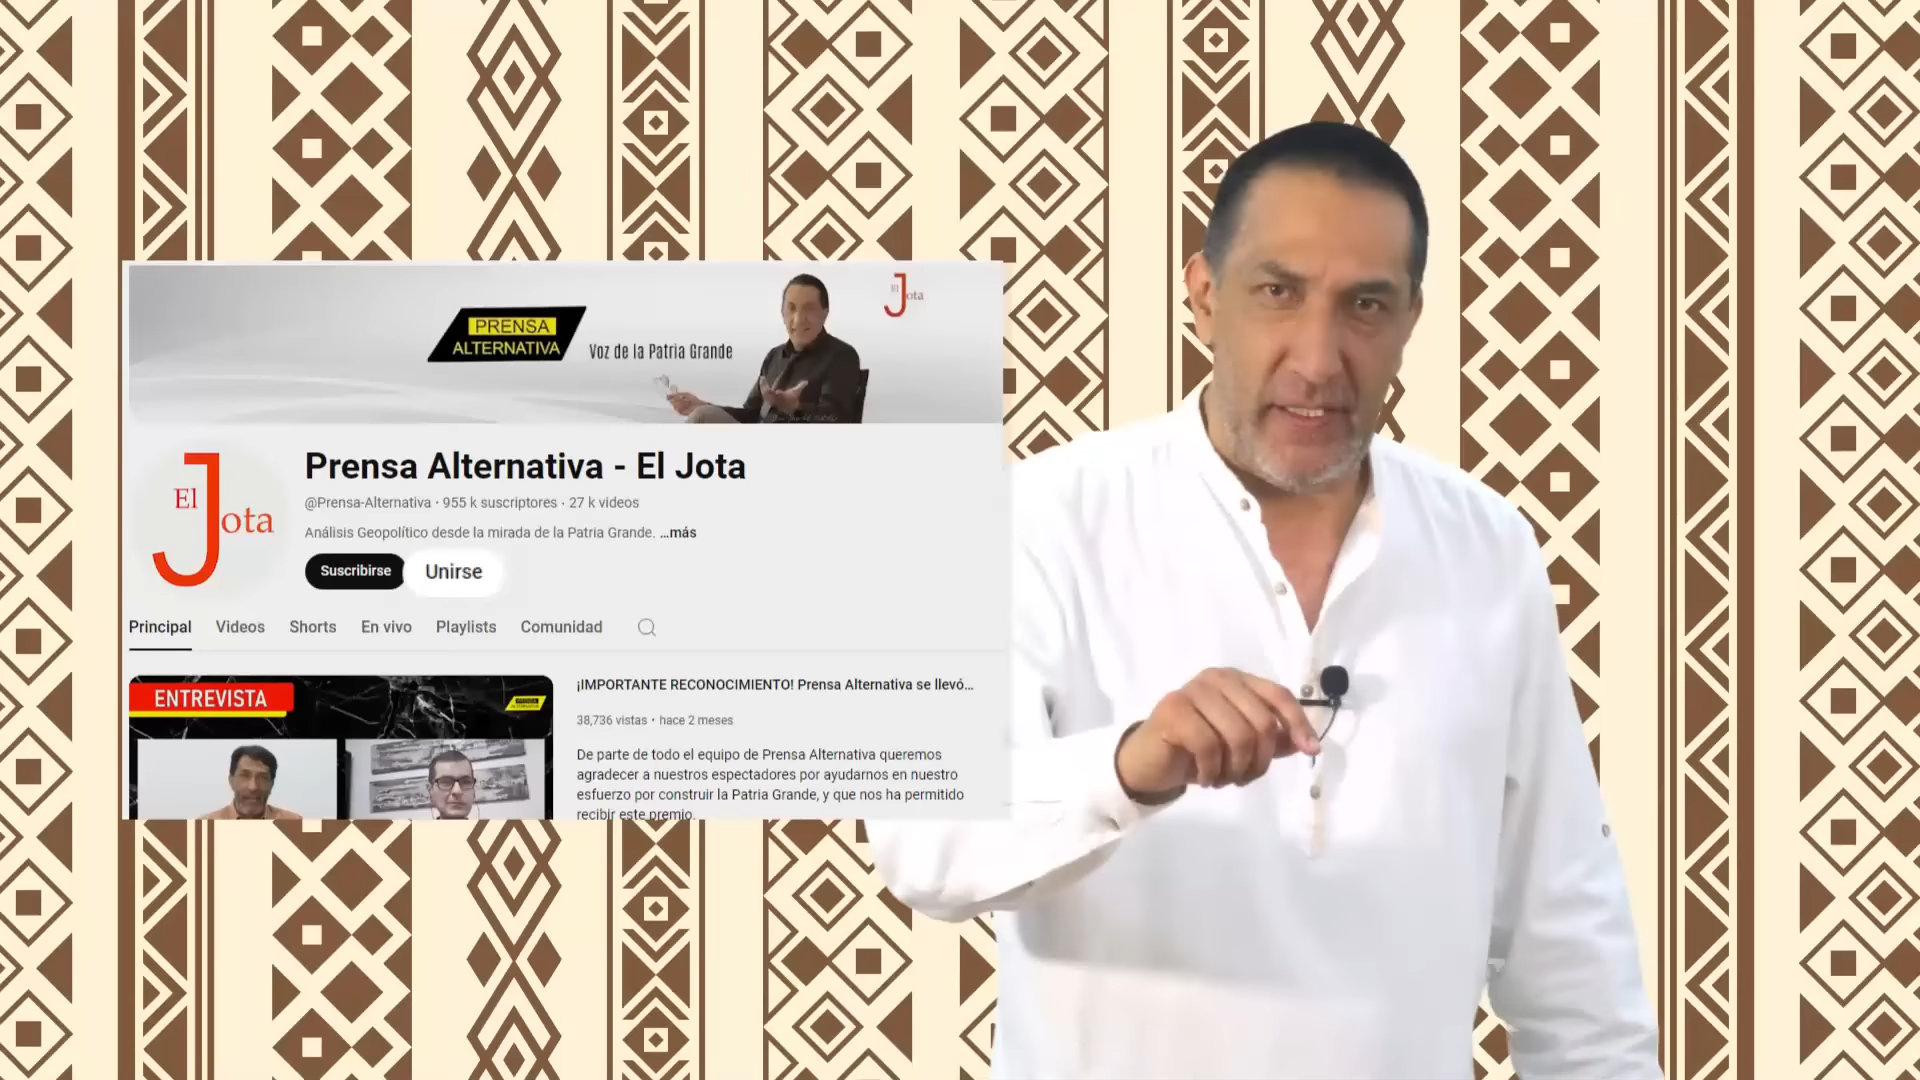 PRENSA
ALTERNATIVA
Voz de la Patria Grande
El Jota
El Jota
Prensa Alternativa - El Jota
@Prensa-Alternativa · 955 k suscriptores · 27 k videos
Análisis Geopolítico desde la mirada de la Patria Grande. ...más
Suscribirse Unirse
Principal Videos Shorts En vivo Playlists Comunidad
ENTREVISTA
¡IMPORTANTE RECONOCIMIENTO! Prensa Alternativa se llevó...
38,736 vistas • hace 2 meses
De parte de todo el equipo de Prensa Alternativa queremos
agradecer a nuestros espectadores por ayudarnos en nuestro
esfuerzo por construir la Patria Grande, y que nos ha permitido
recibir este premio.